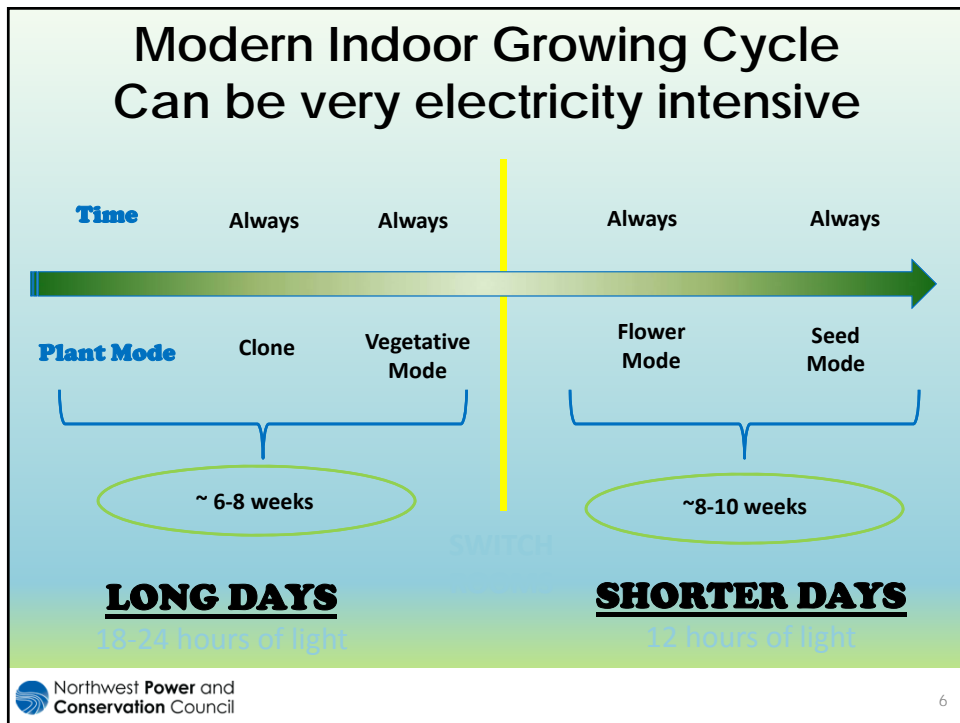 Modern Indoor Growing Cycle
Can be very electricity intensive
Time
Always
Always
Always
Always
Plant Mode
Clone
Vegetative
Mode
Flower
Mode
Seed
Mode
~ 6-8 weeks
~8-10 weeks
SWITCH
LONG DAYS
SHORTER DAYS
18-24 hours of light
12 hours of light
Northwest Power and
Conservation Council
6